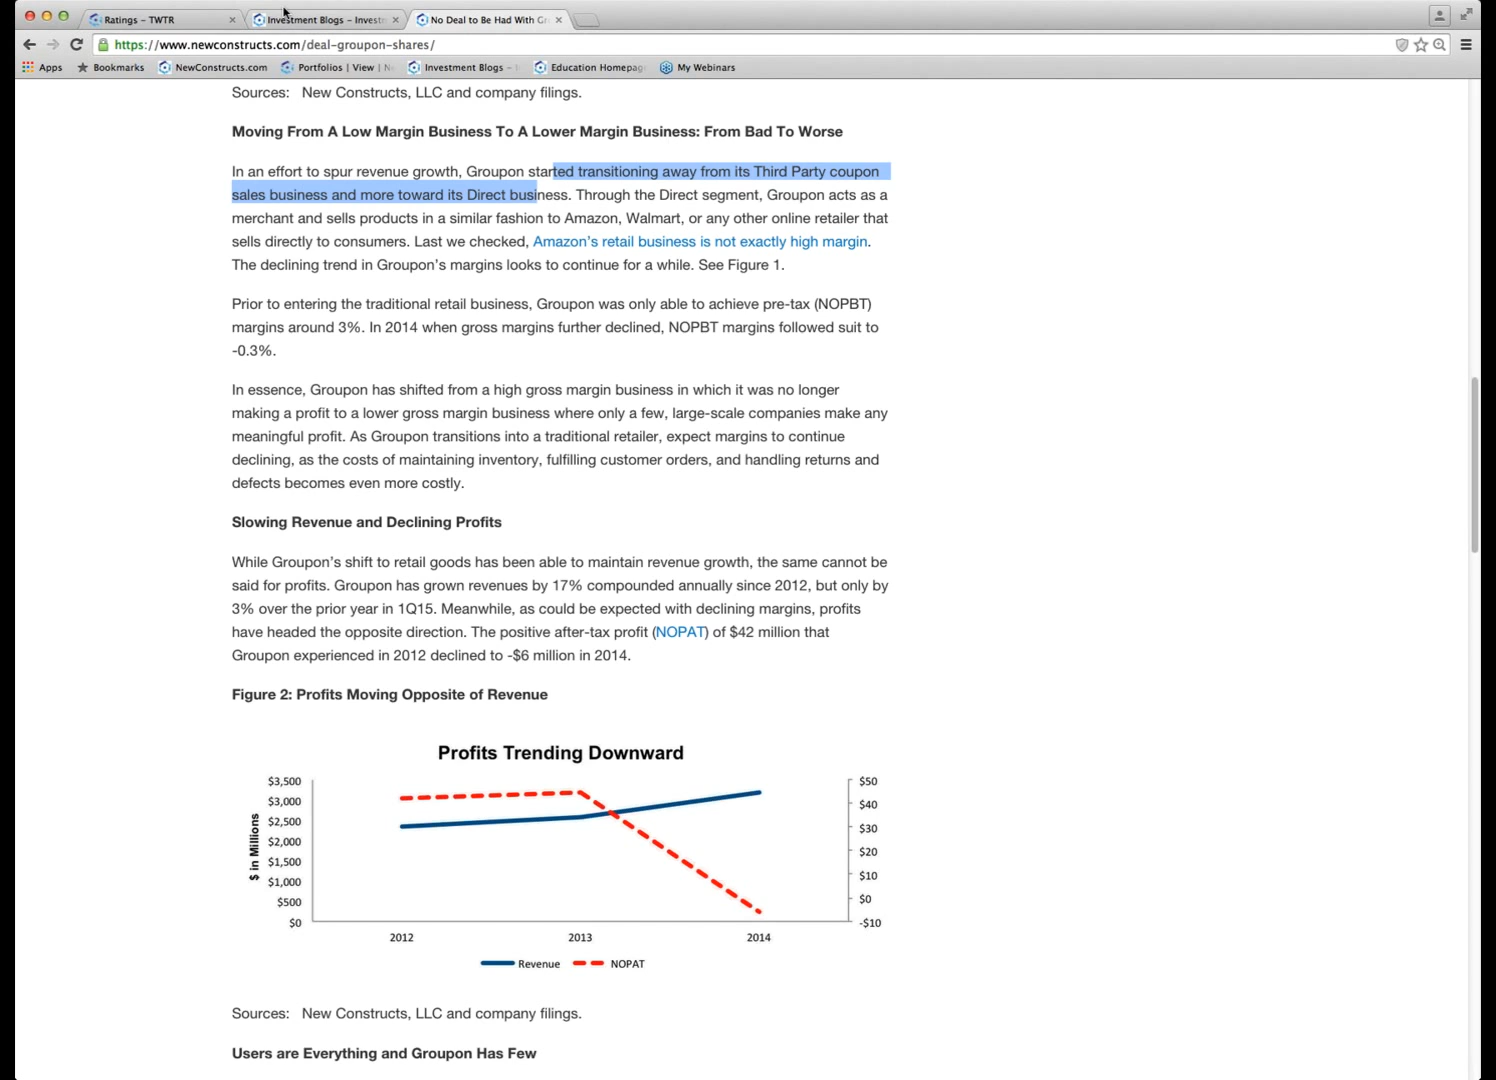 Ratings – TWTR
Investment Blogs – Invest
No Deal to Be Had With Gr
https://www.newconstructs.com/deal-groupon-shares/
Apps Bookmarks NewConstructs.com Portfolios | View | N Investment Blogs – Education Homepag My Webinars
Sources: New Constructs, LLC and company filings.
Moving From A Low Margin Business To A Lower Margin Business: From Bad To Worse
In an effort to spur revenue growth, Groupon started transitioning away from its Third Party coupon
sales business and more toward its Direct business. Through the Direct segment, Groupon acts as a
merchant and sells products in a similar fashion to Amazon, Walmart, or any other online retailer that
sells directly to consumers. Last we checked, Amazon’s retail business is not exactly high margin.
The declining trend in Groupon’s margins looks to continue for a while. See Figure 1.
Prior to entering the traditional retail business, Groupon was only able to achieve pre-tax (NOPBT)
margins around 3%. In 2014 when gross margins further declined, NOPBT margins followed suit to
-0.3%.
In essence, Groupon has shifted from a high gross margin business in which it was no longer
making a profit to a lower gross margin business where only a few, large-scale companies make any
meaningful profit. As Groupon transitions into a traditional retailer, expect margins to continue
declining, as the costs of maintaining inventory, fulfilling customer orders, and handling returns and
defects becomes even more costly.
Slowing Revenue and Declining Profits
While Groupon’s shift to retail goods has been able to maintain revenue growth, the same cannot be
said for profits. Groupon has grown revenues by 17% compounded annually since 2012, but only by
3% over the prior year in 1Q15. Meanwhile, as could be expected with declining margins, profits
have headed the opposite direction. The positive after-tax profit (NOPAT) of $42 million that
Groupon experienced in 2012 declined to -$6 million in 2014.
Figure 2: Profits Moving Opposite of Revenue
Profits Trending Downward
$ in Millions
$3,500
$3,000
$2,500
$2,000
$1,500
$1,000
$500
$0
$50
$40
$30
$20
$10
$0
-$10
2012 2013 2014
Revenue NOPAT
Sources: New Constructs, LLC and company filings.
Users are Everything and Groupon Has Few